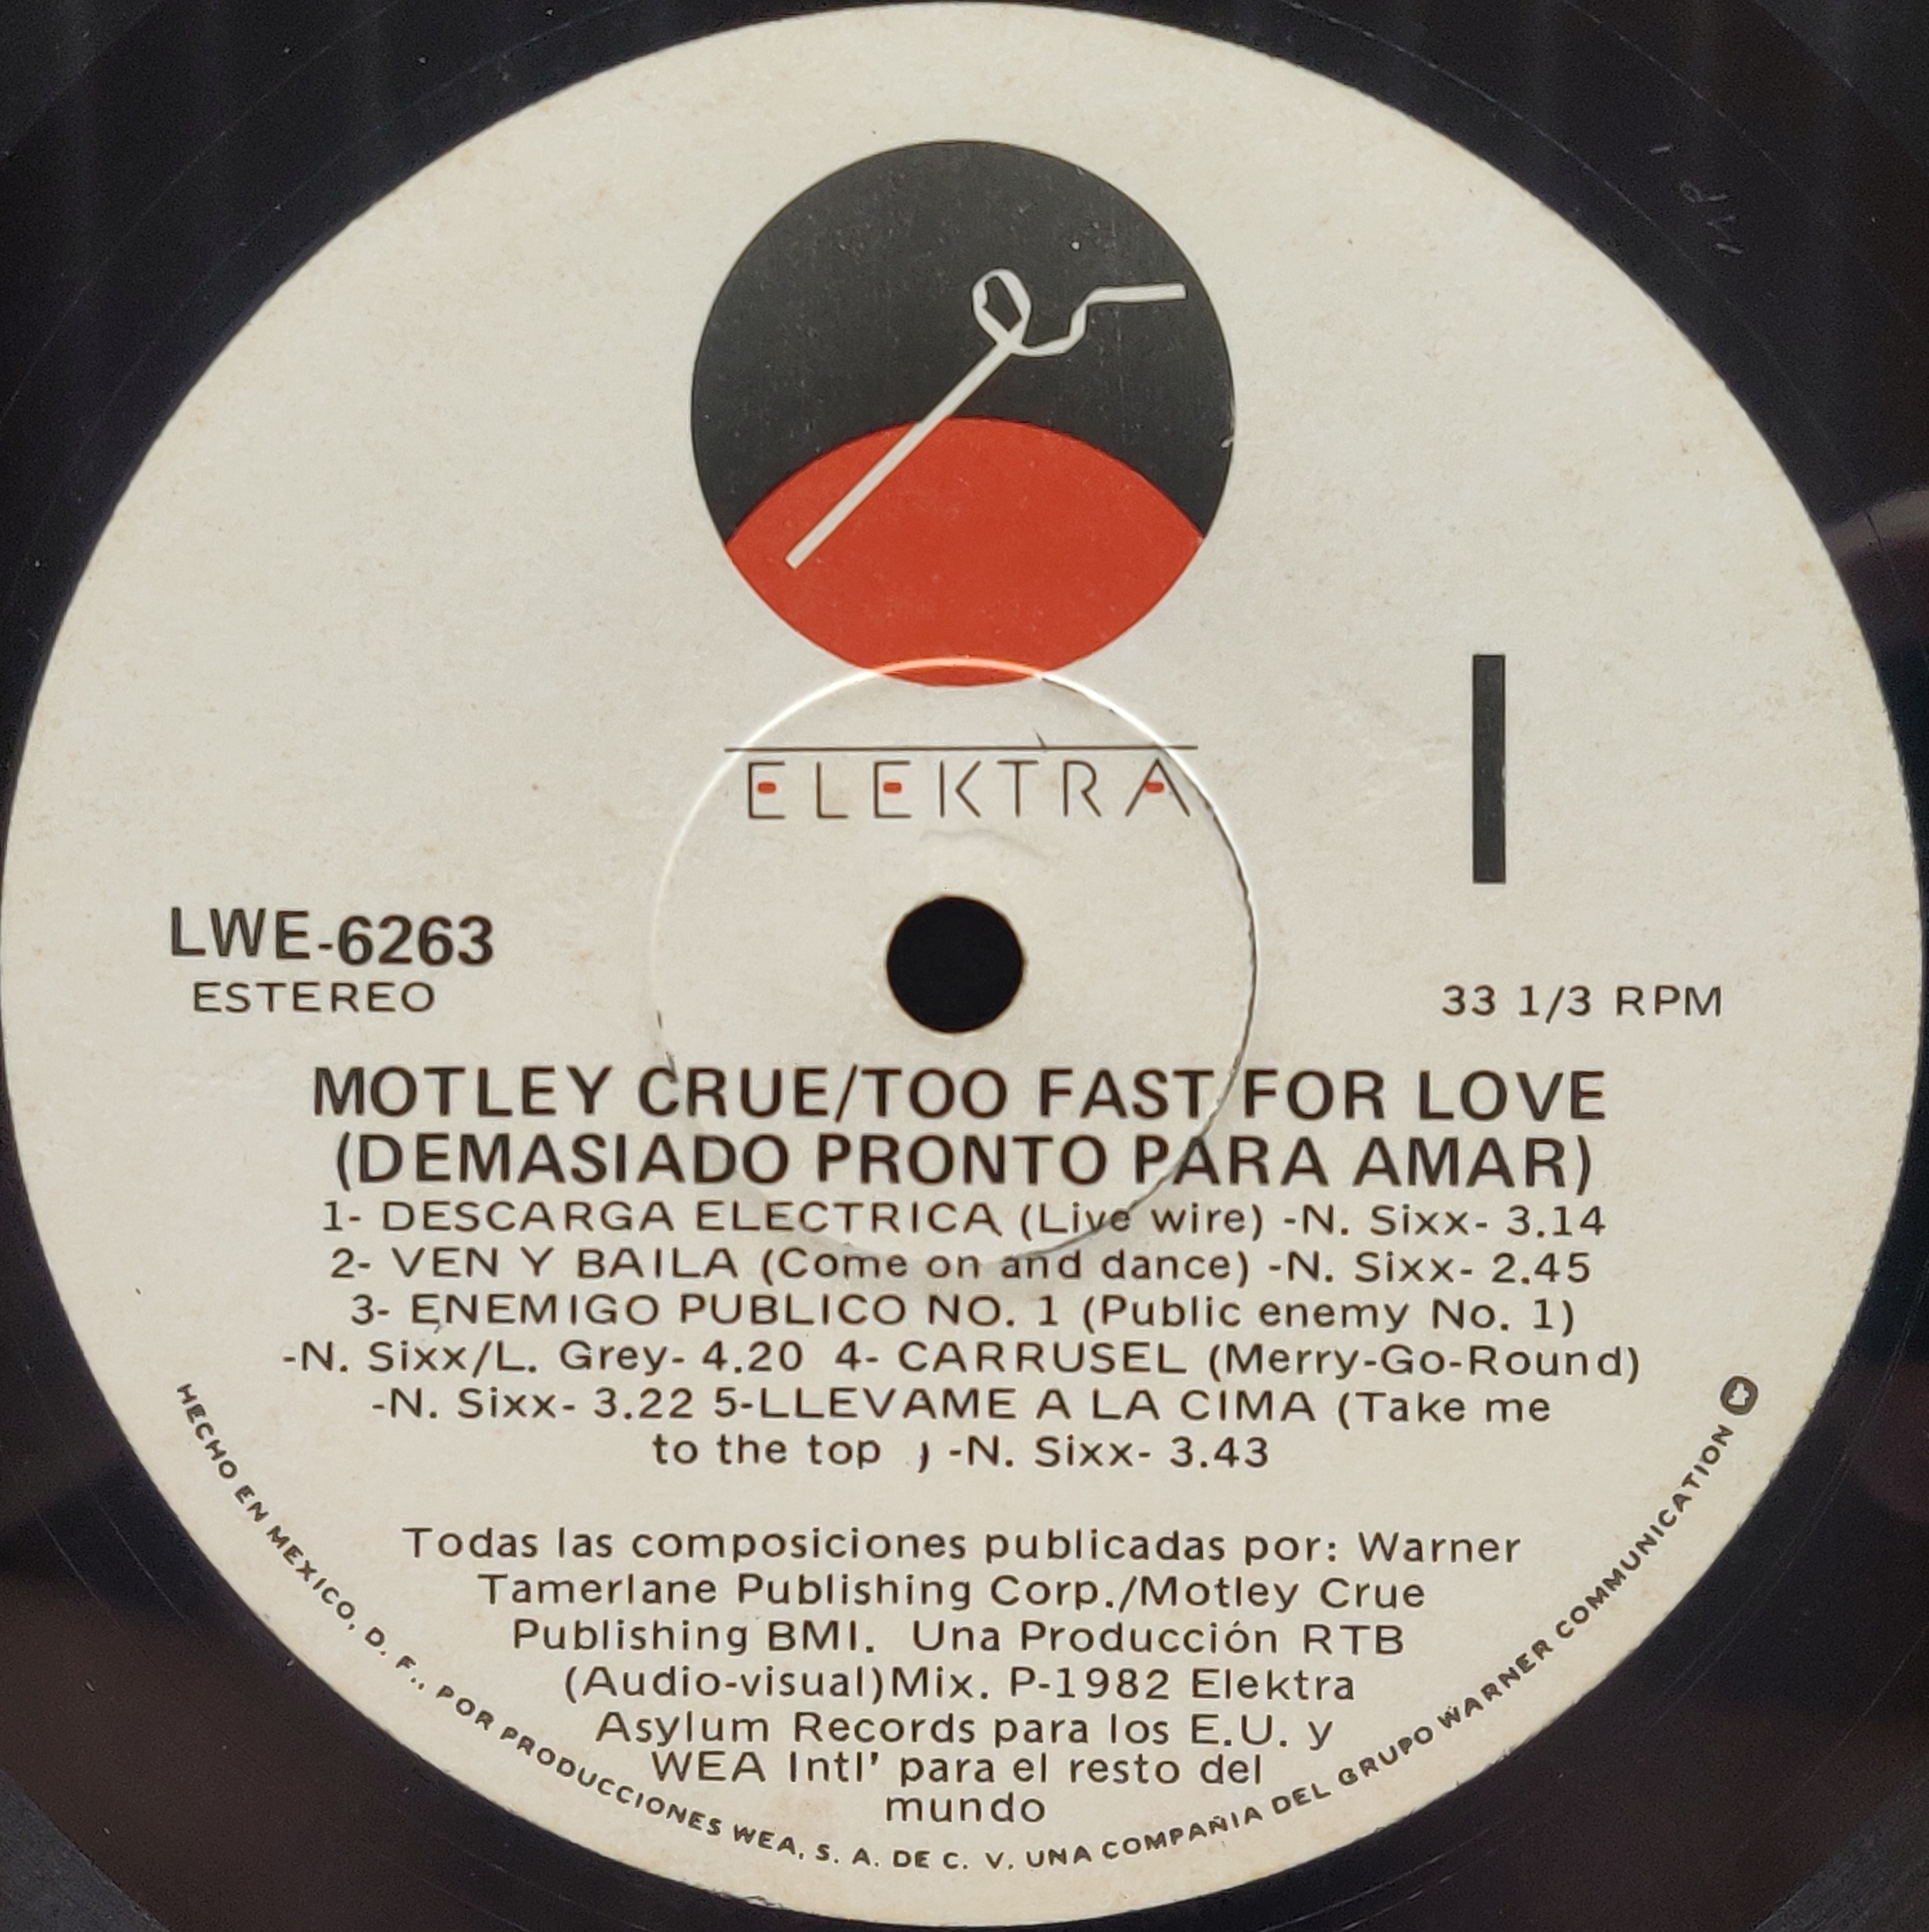 ELEKTRA
I
LWE-6263
ESTEREO
33 1/3 RPM
MOTLEY CRUE/TOO FAST FOR LOVE
(DEMASIADO PRONTO PARA AMAR)
1- DESCARGA ELECTRICA (Live wire) -N. Sixx- 3.14
2- VEN Y BAILA (Come on and dance) -N. Sixx- 2.45
3- ENEMIGO PUBLICO NO. 1 (Public enemy No. 1)
-N. Sixx/L. Grey- 4.20 4- CARRUSEL (Merry-Go-Round)
-N. Sixx- 3.22 5-LLEVAME A LA CIMA (Take me
to the top ) -N. Sixx- 3.43
Todas las composiciones publicadas por: Warner
Tamerlane Publishing Corp./Motley Crue
Publishing BMI. Una Producción RTB
(Audio-visual)Mix. P-1982 Elektra
Asylum Records para los E.U. y
WEA Intl' para el resto del
mundo
HECHO EN MEXICO, D. F., POR PRODUCCIONES WEA, S. A. DE C. V. UNA COMPAÑIA DEL GRUPO WARNER COMMUNICATION